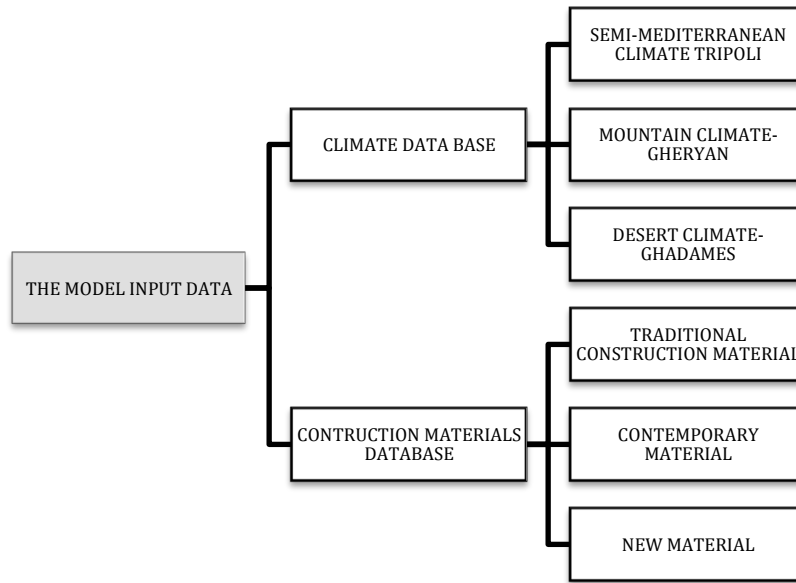 SEMI-MEDITERRANEAN
CLIMATE TRIPOLI
CLIMATE DATA BASE
MOUNTAIN CLIMATE-
GHERYAN
DESERT CLIMATE-
GHADAMES
THE MODEL INPUT DATA
TRADITIONAL
CONSTRUCTION MATERIAL
CONTRUCTION MATERIALS
DATABASE
CONTEMPORARY
MATERIAL
NEW MATERIAL